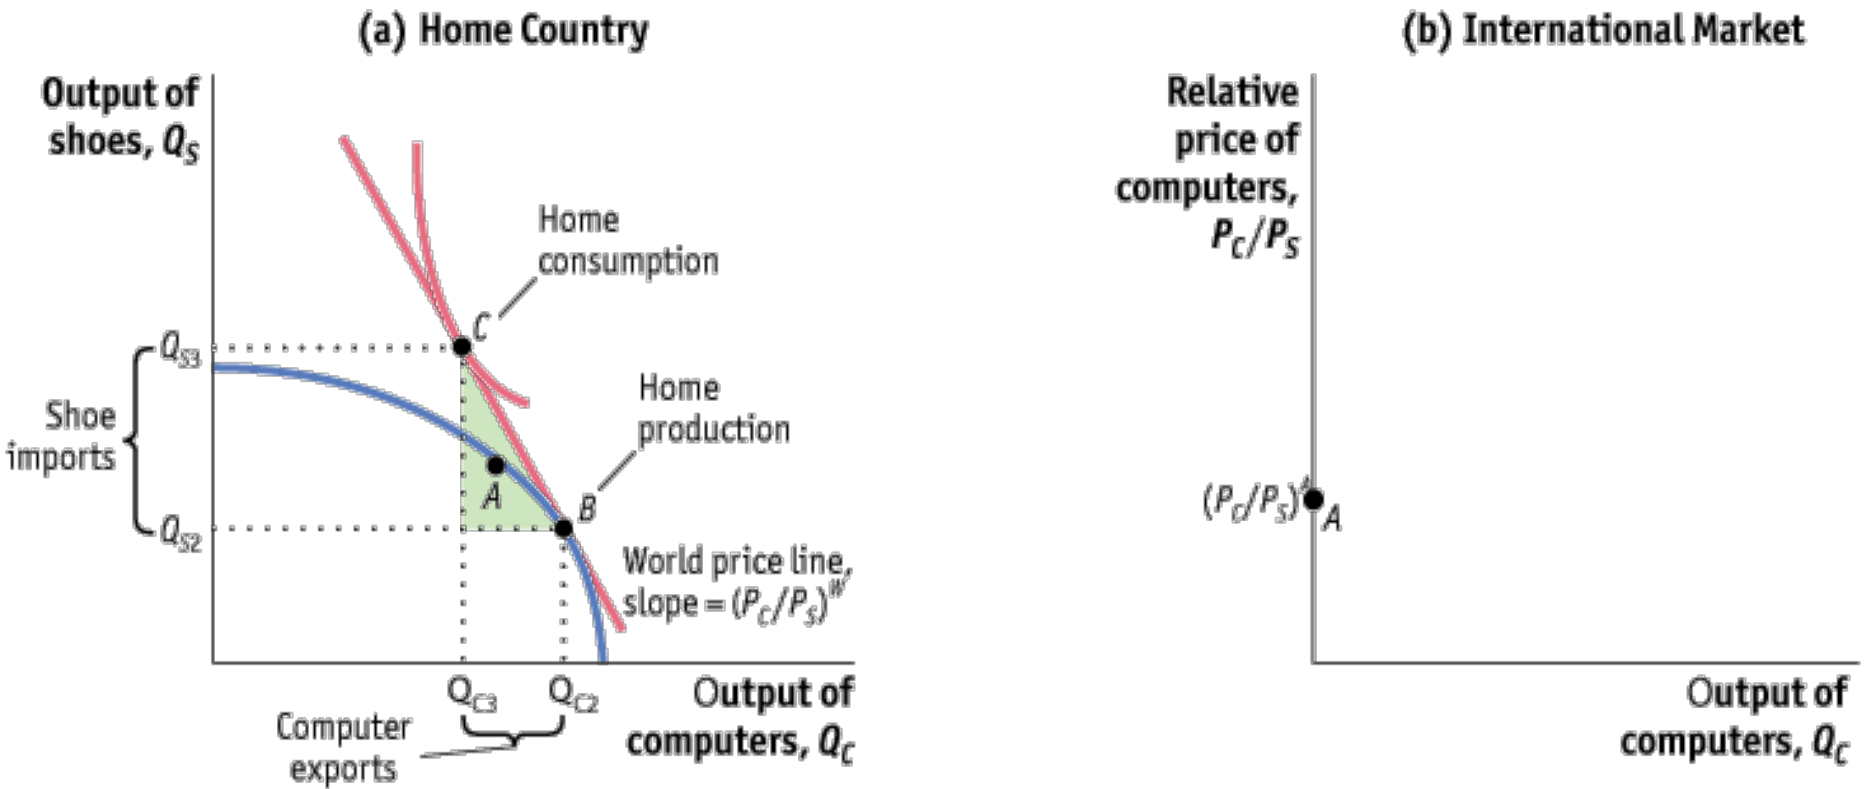 (a) Home Country
Output of
shoes, Q_S
Home
consumption
C
Q_S3
Home
production
Shoe
imports
A
B
Q_S2
World price line,
slope = (P_C/P_S)^W
Q_C3
Q_C2
Output of
computers, Q_C
Computer
exports
(b) International Market
Relative
price of
computers,
P_C/P_S
(P_C/P_S)^A
A
Output of
computers, Q_C